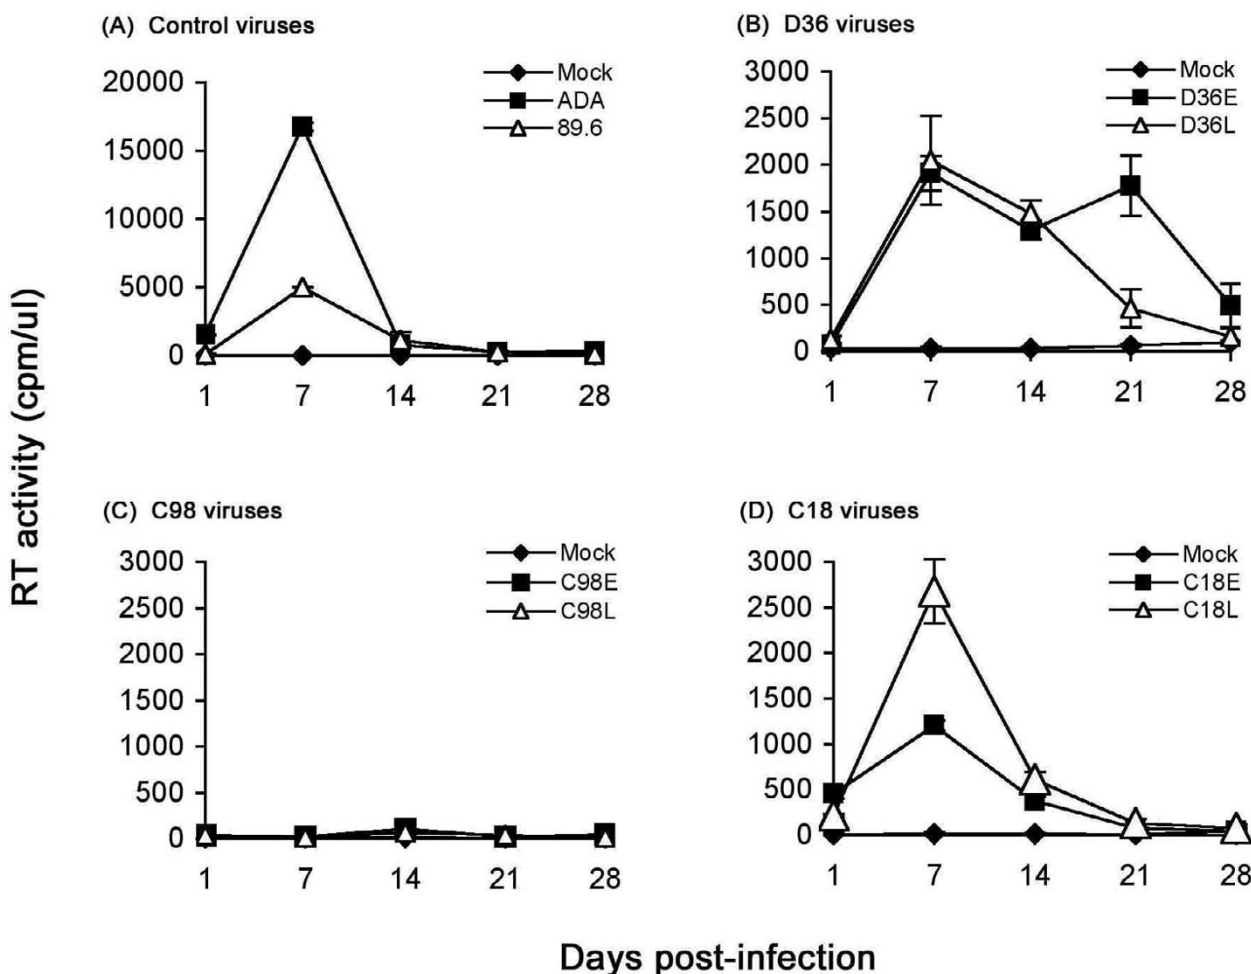 (A) Control viruses
Mock
ADA
89.6
20000
15000
10000
5000
0
1 7 14 21 28
(B) D36 viruses
Mock
D36E
D36L
3000
2500
2000
1500
1000
500
0
1 7 14 21 28
(C) C98 viruses
Mock
C98E
C98L
3000
2500
2000
1500
1000
500
0
1 7 14 21 28
(D) C18 viruses
Mock
C18E
C18L
3000
2500
2000
1500
1000
500
0
1 7 14 21 28
RT activity (cpm/ul)
Days post-infection